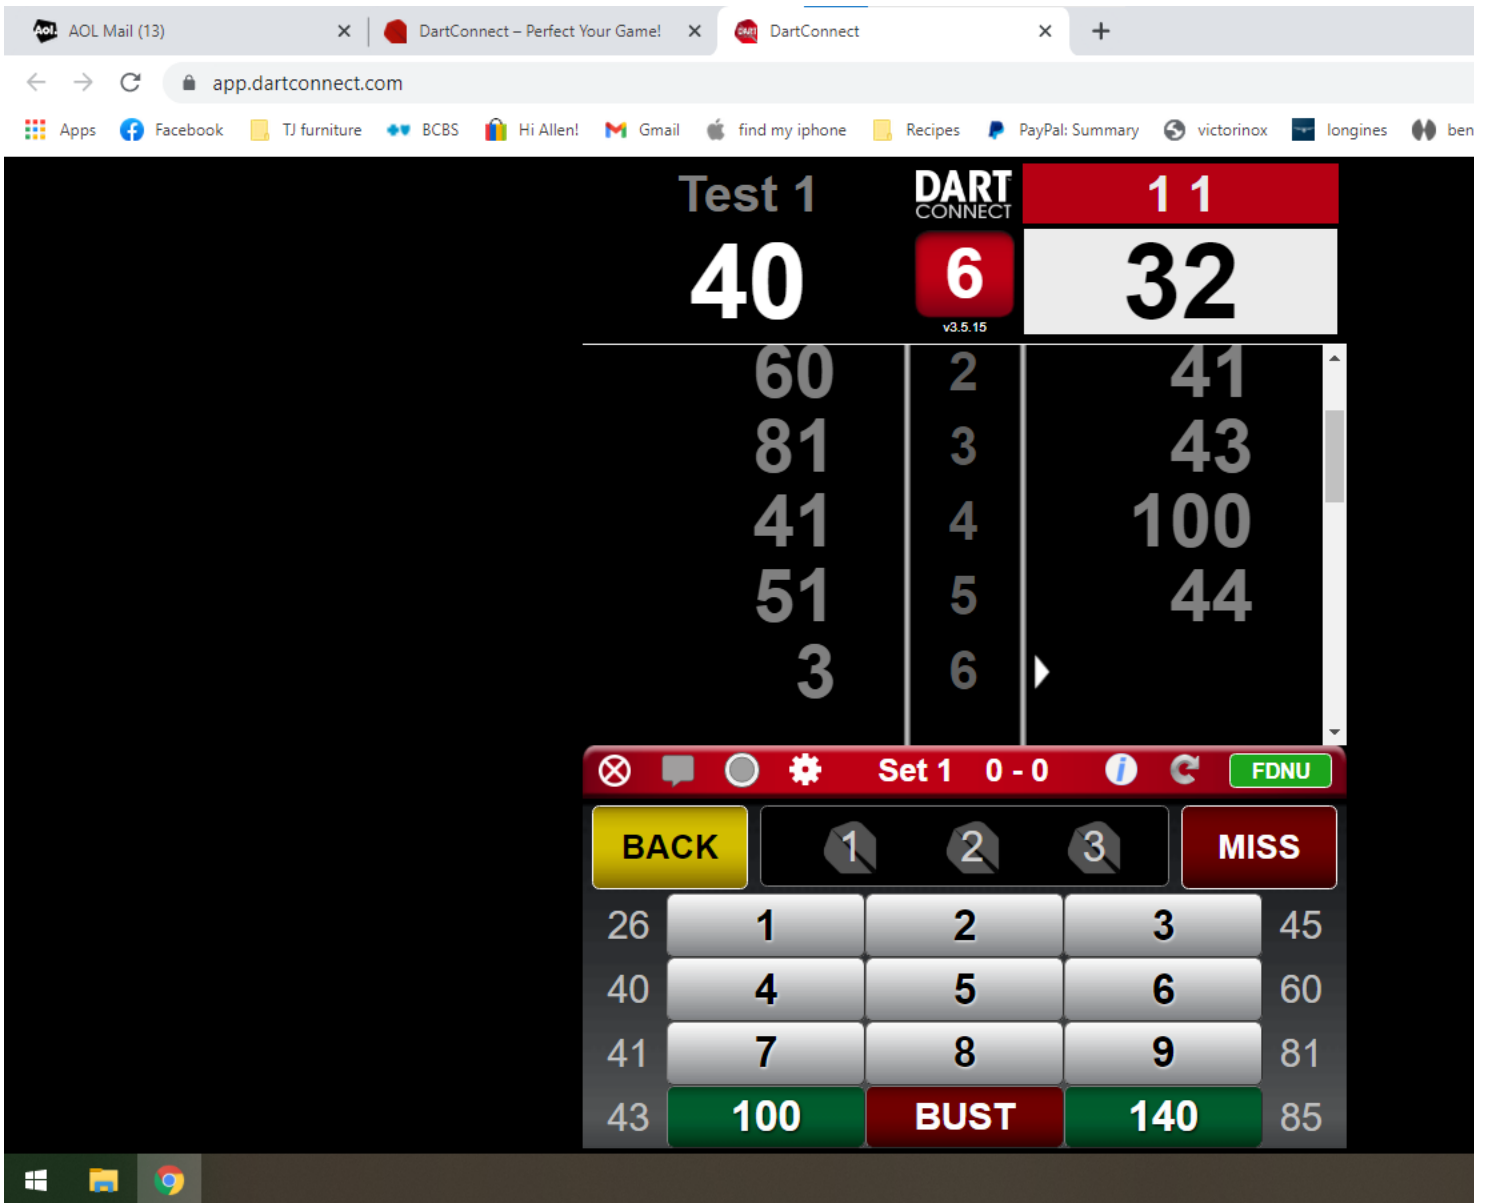 Aol. AOL Mail (13) DartConnect – Perfect Your Game! DART DartConnect
app.dartconnect.com
Apps Facebook TJ furniture BCBS Hi Allen! Gmail find my iphone Recipes PayPal: Summary victorinox longines ben
Test 1 DART CONNECT 1 1
40 6 32
v3.5.15
60 2 41
81 3 43
41 4 100
51 5 44
3 6
Set 1 0 - 0 i FDNU
BACK 1 2 3 MISS
26 1 2 3 45
40 4 5 6 60
41 7 8 9 81
43 100 BUST 140 85